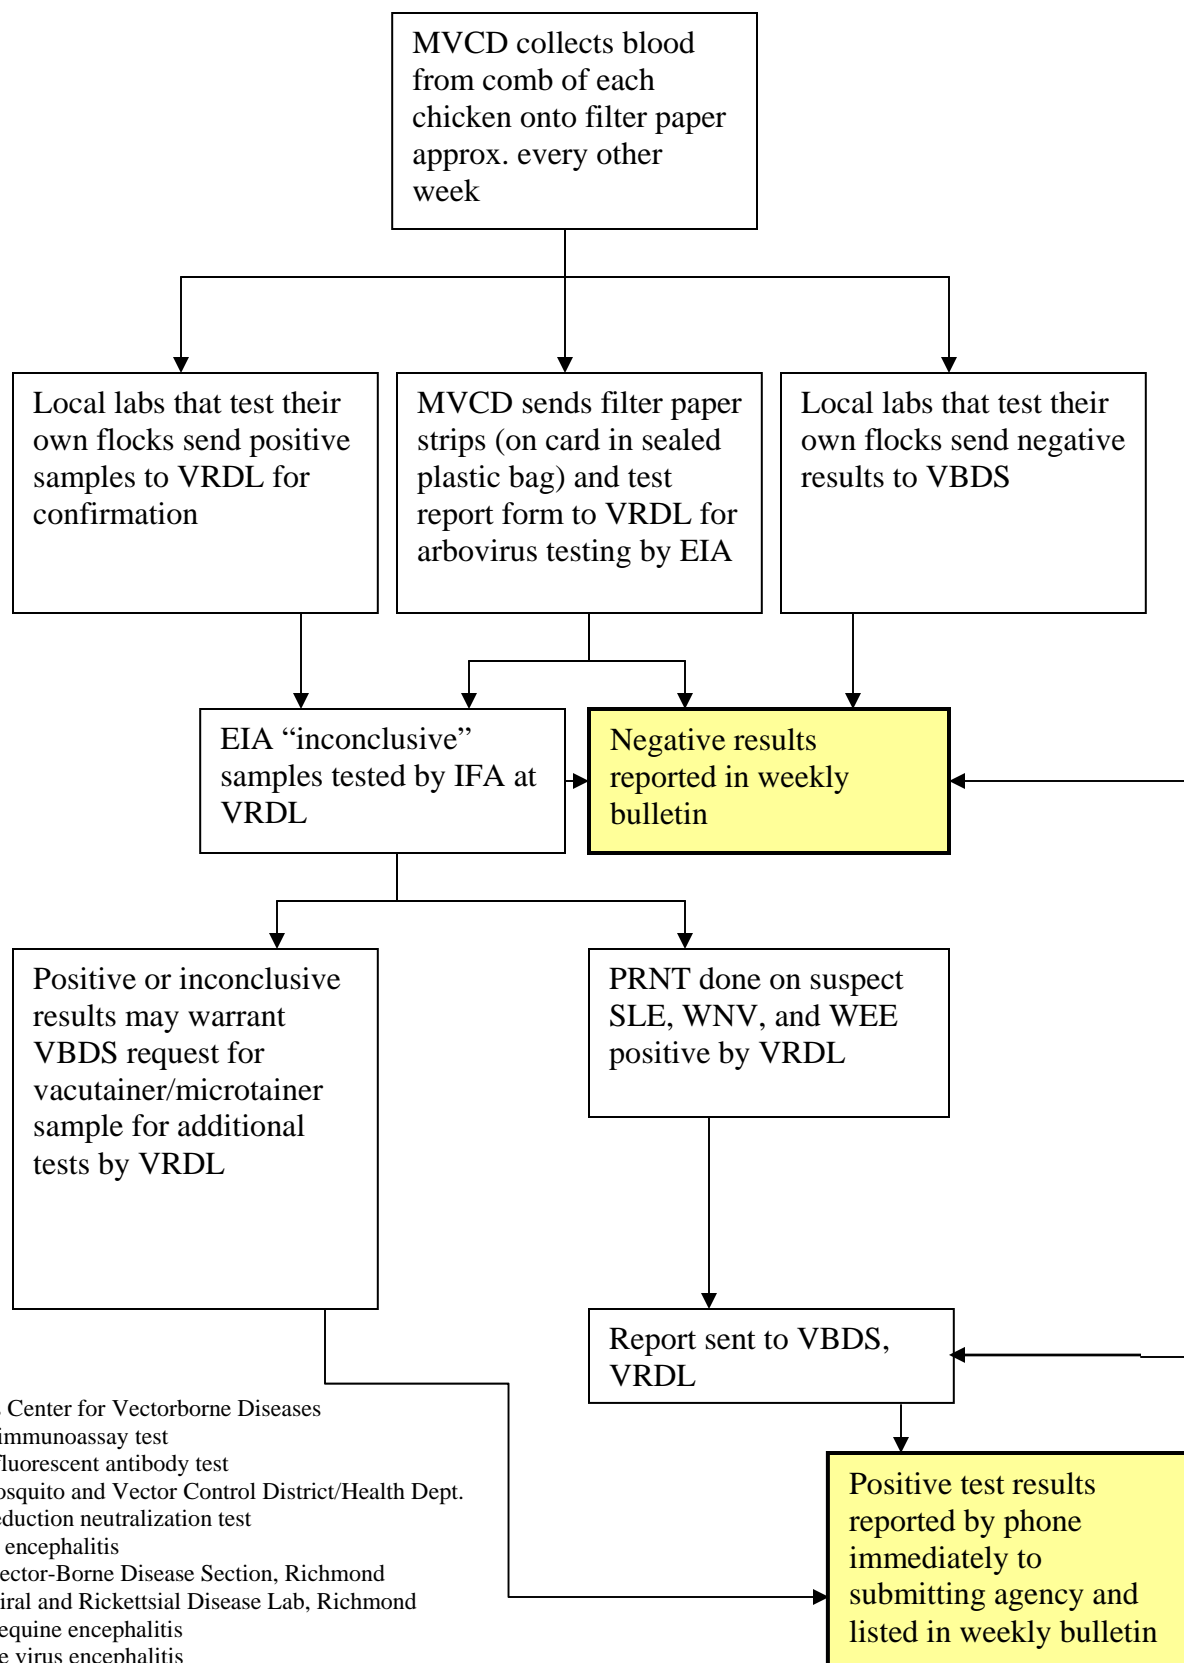 MVCD collects blood
from comb of each
chicken onto filter paper
approx. every other
week
Local labs that test their
own flocks send positive
samples to VRDL for
confirmation
MVCD sends filter paper
strips (on card in sealed
plastic bag) and test
report form to VRDL for
arbovirus testing by EIA
Local labs that test their
own flocks send negative
results to VBDS
EIA “inconclusive”
samples tested by IFA at
VRDL
Negative results
reported in weekly
bulletin
Positive or inconclusive
results may warrant
VBDS request for
vacutainer/microtainer
sample for additional
tests by VRDL
PRNT done on suspect
SLE, WNV, and WEE
positive by VRDL
Report sent to VBDS,
VRDL
Positive test results
reported by phone
immediately to
submitting agency and
listed in weekly bulletin
Center for Vectorborne Diseases
immunoassay test
fluorescent antibody test
osquito and Vector Control District/Health Dept.
eduction neutralization test
encephalitis
ector-Borne Disease Section, Richmond
iral and Rickettsial Disease Lab, Richmond
equine encephalitis
e virus encephalitis